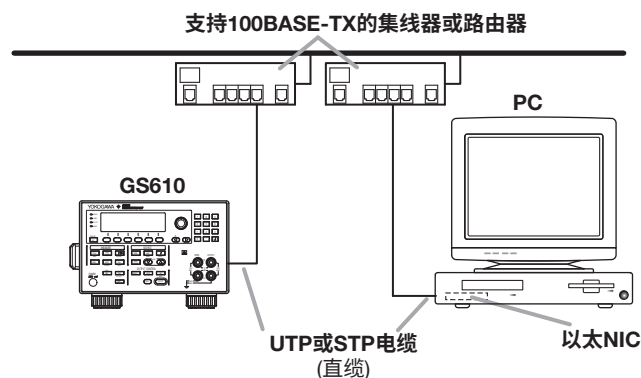 支持100BASE-TX的集线器或路由器
PC
GS610
YOKOGAWA
UTP或STP电缆
(直缆)
以太NIC